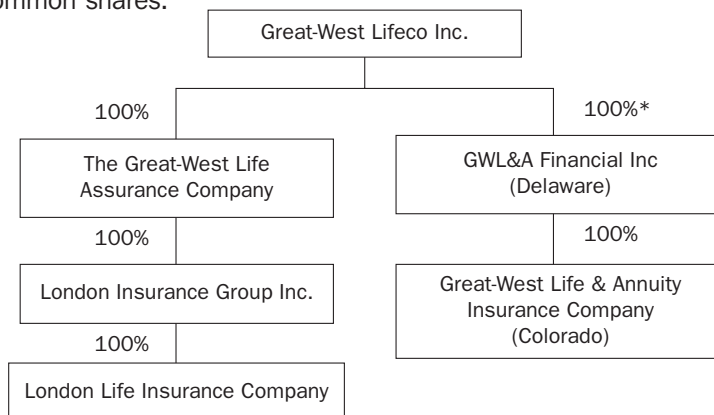 ommon shares.
Great-West Lifeco Inc.
100%
100%*
The Great-West Life
Assurance Company
GWL&A Financial Inc
(Delaware)
100%
100%
London Insurance Group Inc.
Great-West Life & Annuity
Insurance Company
(Colorado)
100%
London Life Insurance Company